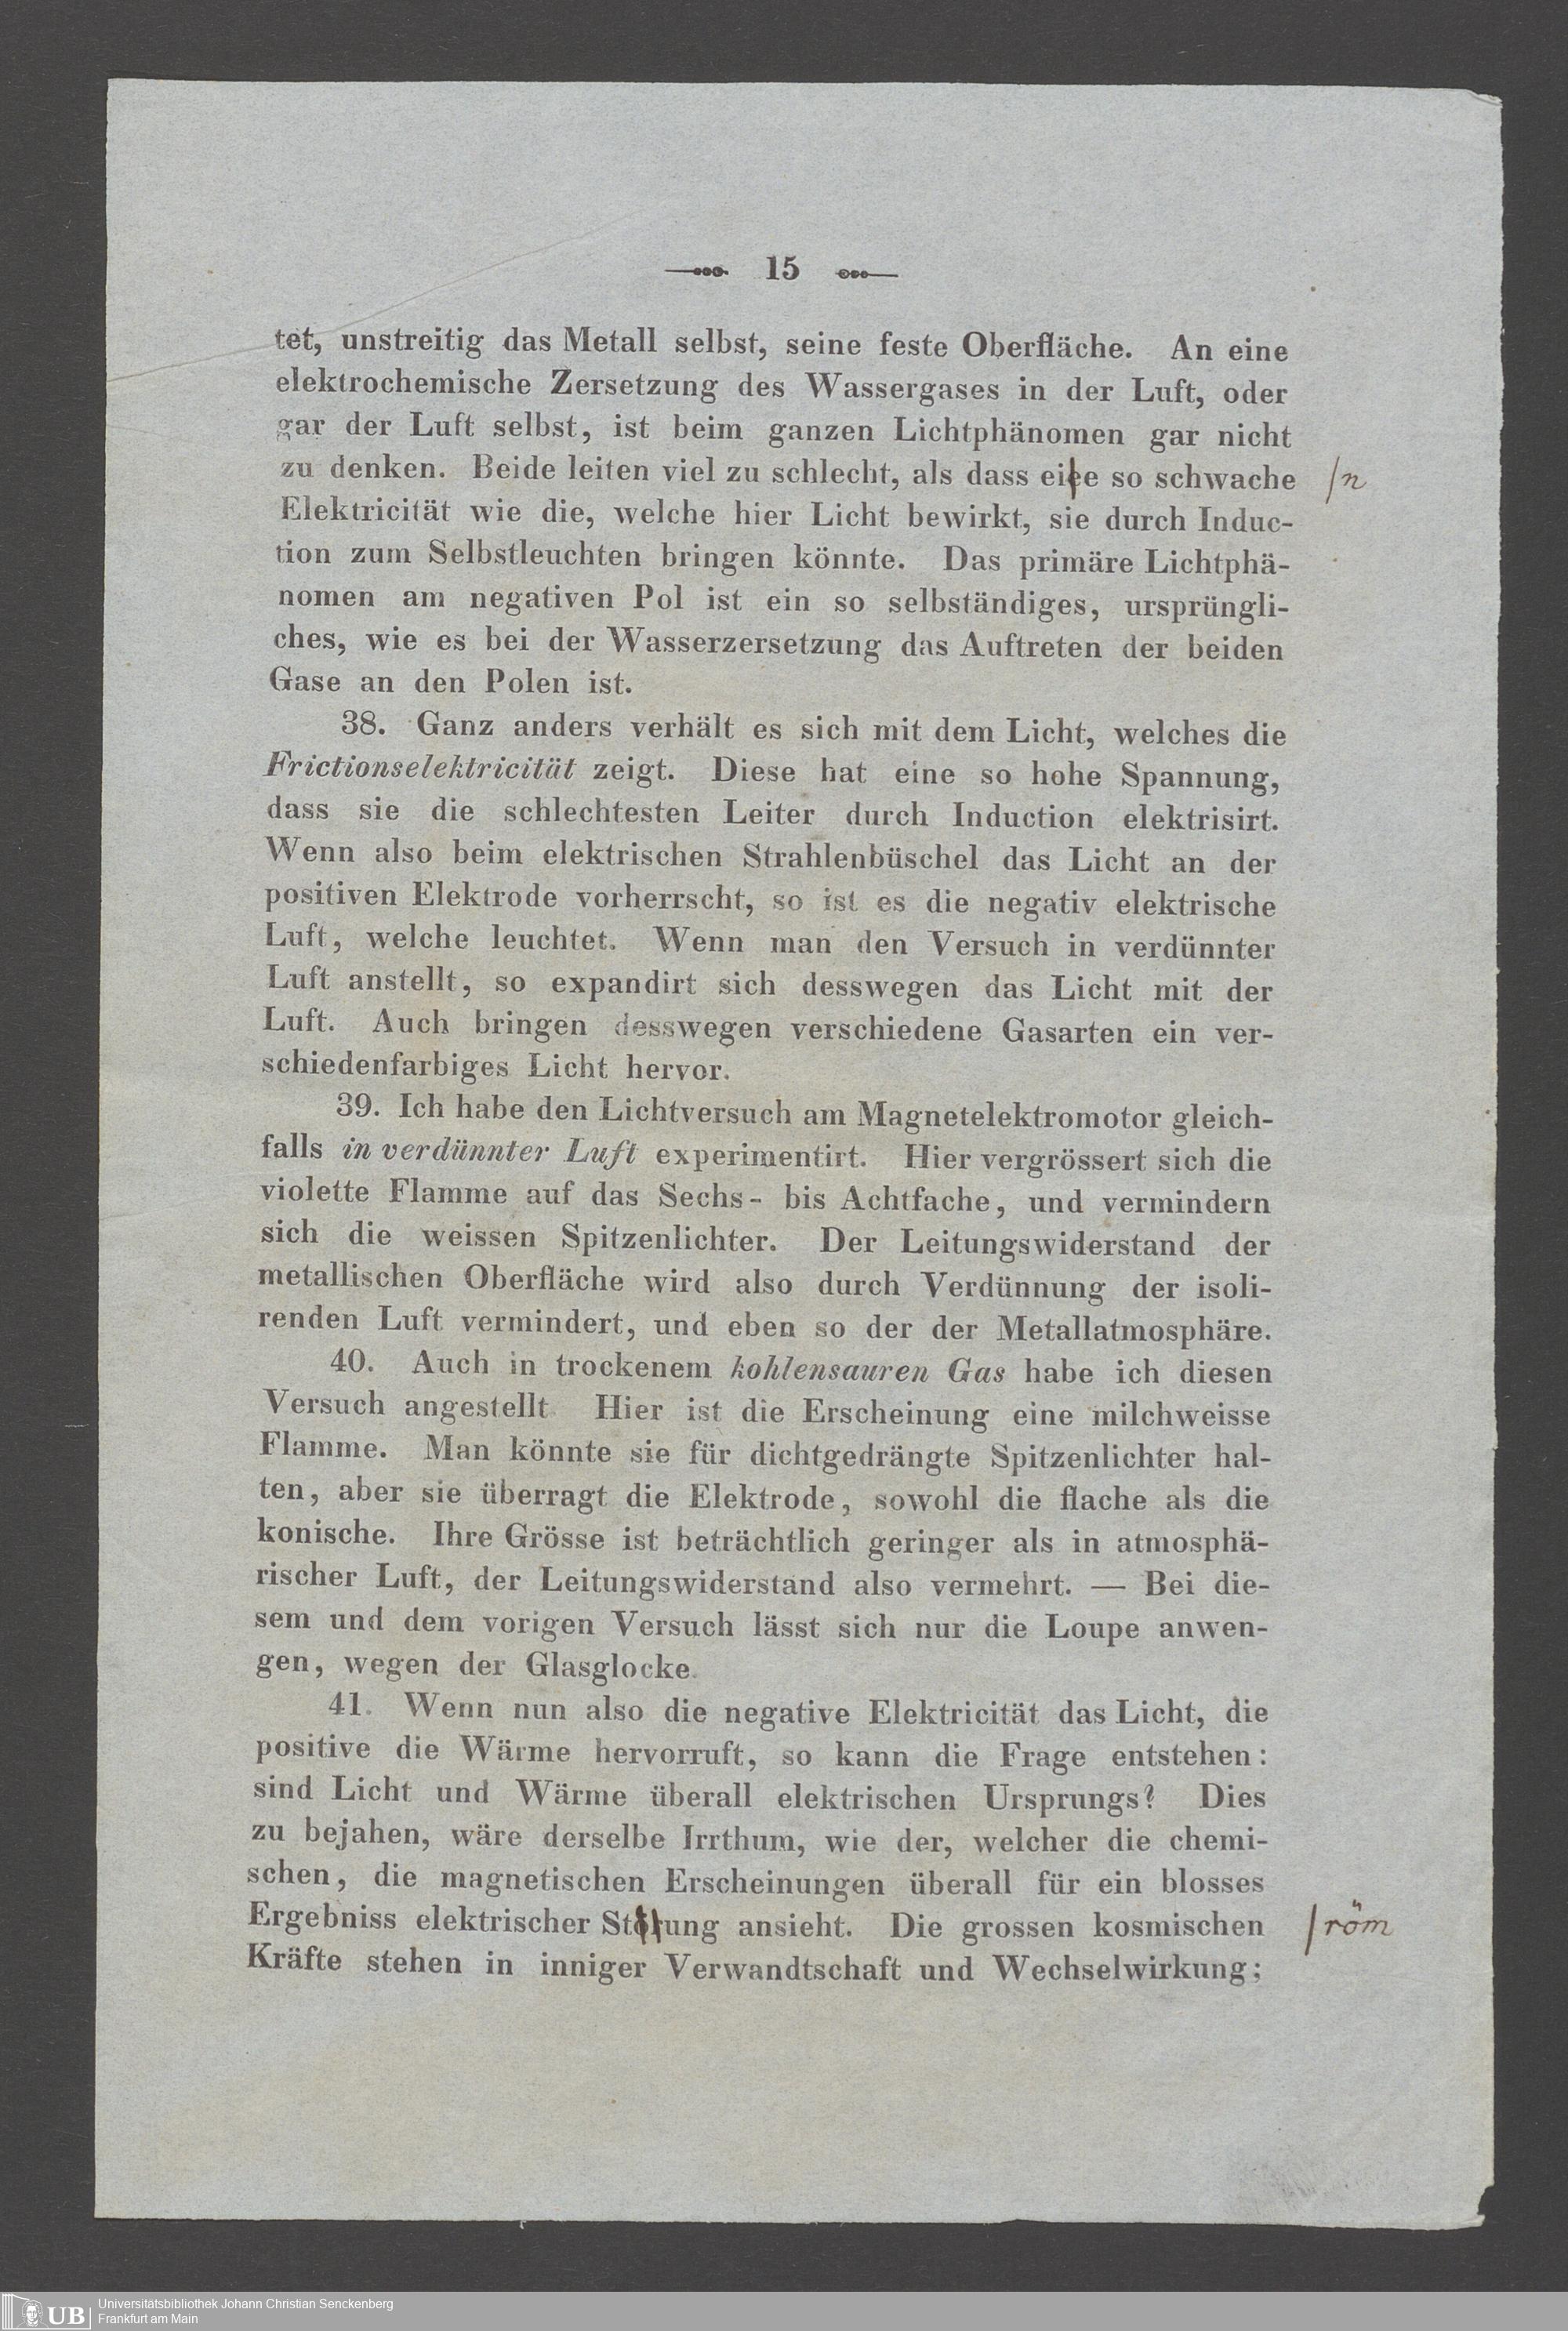 15
tet, unstreitig das Metall selbst, seine feste Oberfläche. An eine
elektrochemische Zersetzung des Wassergases in der Luft, oder
gar der Luft selbst, ist beim ganzen Lichtphänomen gar nicht
zu denken. Beide leiten viel zu schlecht, als dass eiee so schwache /n
Elektricität wie die, welche hier Licht bewirkt, sie durch Induc-
tion zum Selbstleuchten bringen könnte. Das primäre Lichtphä-
nomen am negativen Pol ist ein so selbständiges, ursprüngli-
ches, wie es bei der Wasserzersetzung das Auftreten der beiden
Gase an den Polen ist.
38. Ganz anders verhält es sich mit dem Licht, welches die
Frictionselektricität zeigt. Diese hat eine so hohe Spannung,
dass sie die schlechtesten Leiter durch Induction elektrisirt.
Wenn also beim elektrischen Strahlenbüschel das Licht an der
positiven Elektrode vorherrscht, so ist es die negativ elektrische
Luft, welche leuchtet. Wenn man den Versuch in verdünnter
Luft anstellt, so expandirt sich desswegen das Licht mit der
Luft. Auch bringen desswegen verschiedene Gasarten ein ver-
schiedenfarbiges Licht hervor.
39. Ich habe den Lichtversuch am Magnetelektromotor gleich-
falls in verdünnter Luft experimentirt. Hier vergrössert sich die
violette Flamme auf das Sechs- bis Achtfache, und vermindern
sich die weissen Spitzenlichter. Der Leitungswiderstand der
metallischen Oberfläche wird also durch Verdünnung der isoli-
renden Luft vermindert, und eben so der der Metallatmosphäre.
40. Auch in trockenem kohlensauren Gas habe ich diesen
Versuch angestellt Hier ist die Erscheinung eine milchweisse
Flamme. Man könnte sie für dichtgedrängte Spitzenlichter hal-
ten, aber sie überragt die Elektrode, sowohl die flache als die
konische. Ihre Grösse ist beträchtlich geringer als in atmosphä-
rischer Luft, der Leitungswiderstand also vermehrt. — Bei die-
sem und dem vorigen Versuch lässt sich nur die Loupe anwen-
gen, wegen der Glasglocke.
41. Wenn nun also die negative Elektricität das Licht, die
positive die Wärme hervorruft, so kann die Frage entstehen:
sind Licht und Wärme überall elektrischen Ursprungs? Dies
zu bejahen, wäre derselbe Irrthum, wie der, welcher die chemi-
schen, die magnetischen Erscheinungen überall für ein blosses
Ergebniss elektrischer Störung ansieht. Die grossen kosmischen /röm
Kräfte stehen in inniger Verwandtschaft und Wechselwirkung;
UB
Universitätsbibliothek Johann Christian Senckenberg
Frankfurt am Main